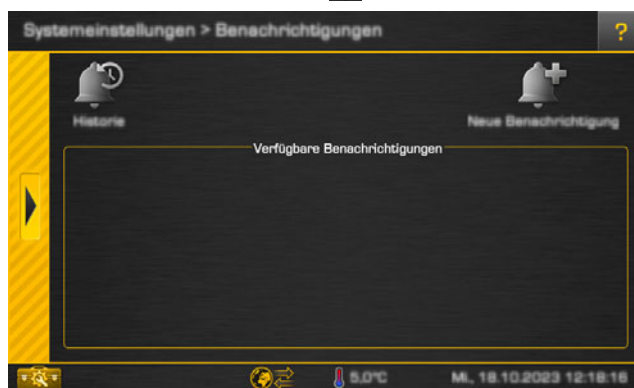 Systemeinstellungen > Benachrichtigungen
?
Historie
Neue Benachrichtigung
Verfügbare Benachrichtigungen
5,0°C
Mi., 18.10.2023 12:18:16